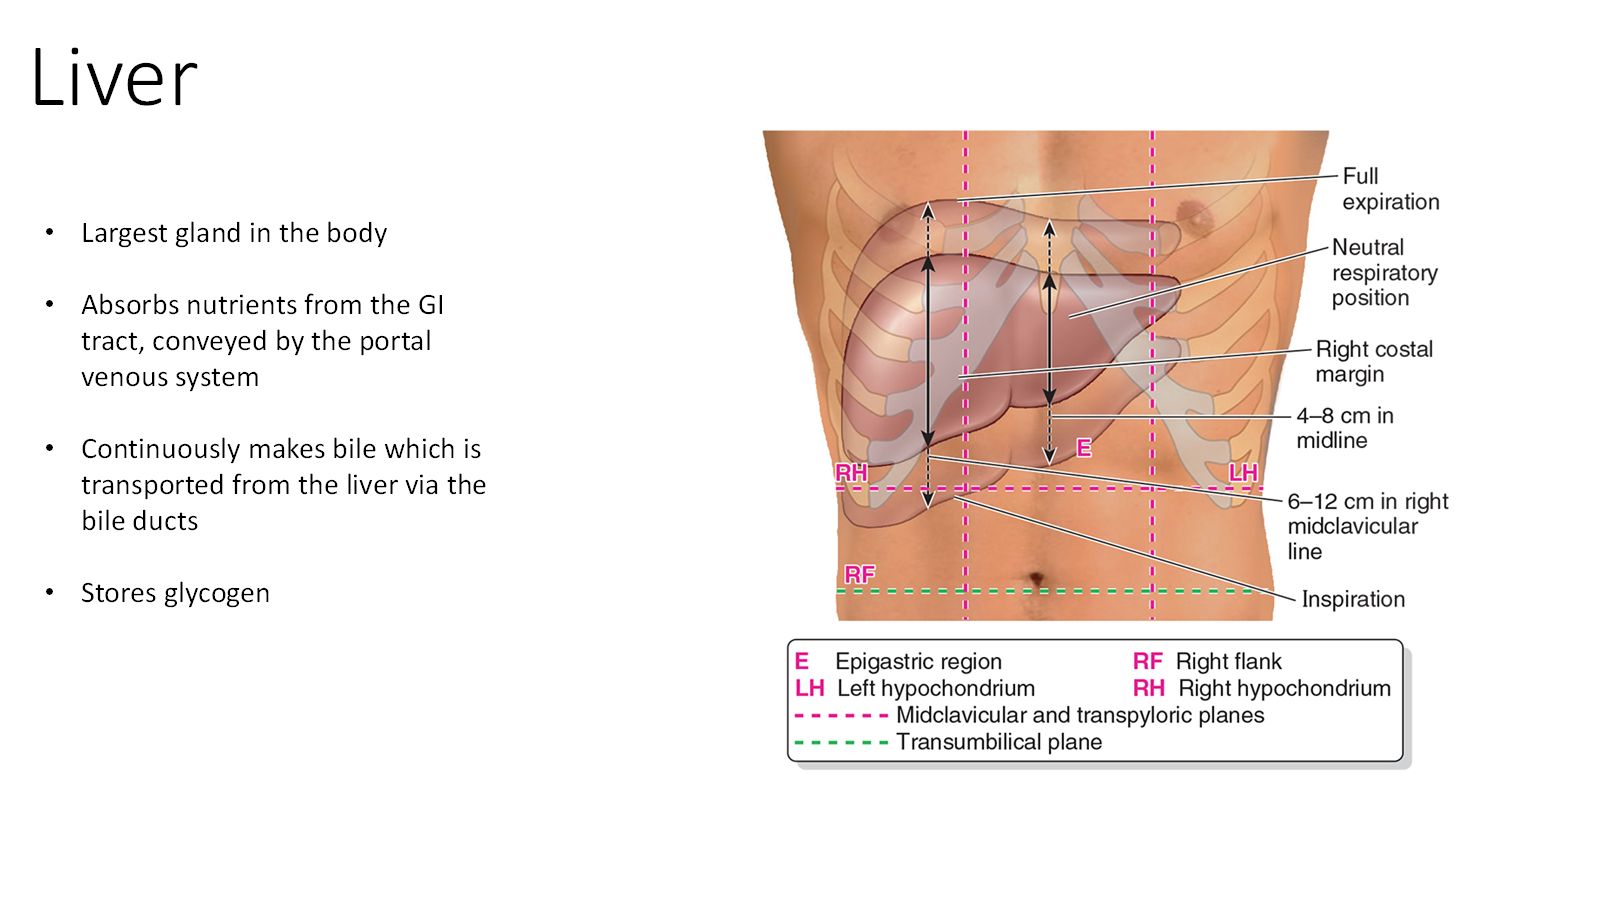 Liver
• Largest gland in the body
• Absorbs nutrients from the GI
tract, conveyed by the portal
venous system
• Continuously makes bile which is
transported from the liver via the
bile ducts
• Stores glycogen
Full
expiration
Neutral
respiratory
position
Right costal
margin
4–8 cm in
midline
E
RH
LH
6–12 cm in right
midclavicular
line
RF
Inspiration
E Epigastric region
RF Right flank
LH Left hypochondrium
RH Right hypochondrium
Midclavicular and transpyloric planes
Transumbilical plane